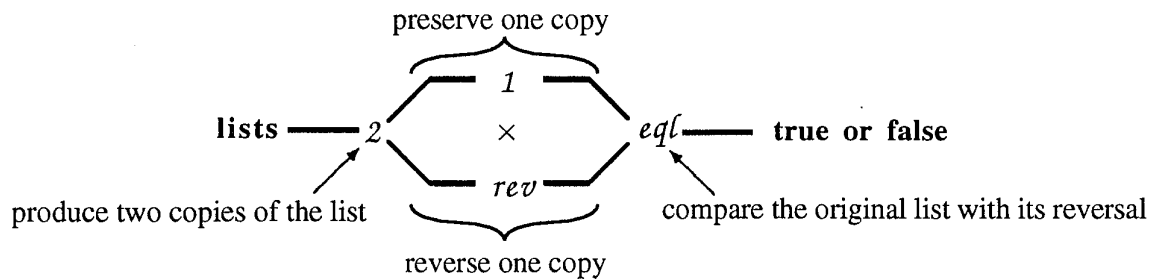 preserve one copy
1
lists 2 × eql true or false
rev
produce two copies of the list
compare the original list with its reversal
reverse one copy